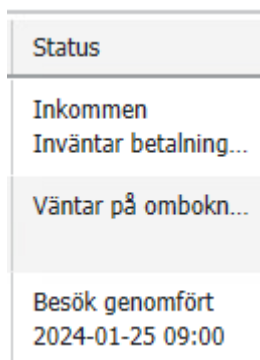 Status
Inkommen
Inväntar betalning...
Väntar på ombokn...
Besök genomfört
2024-01-25 09:00